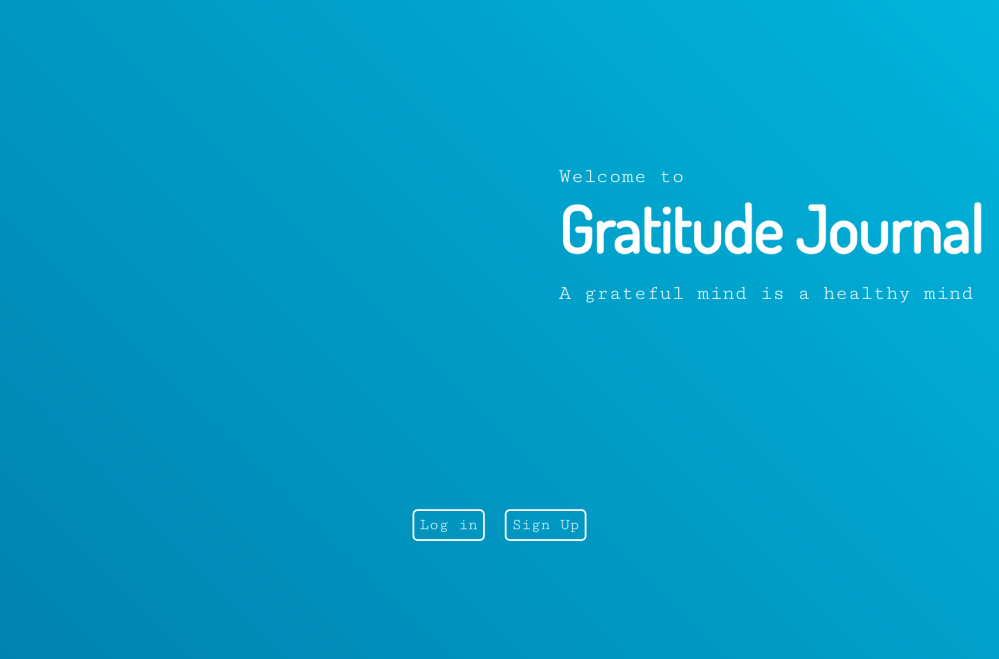 Welcome to
Gratitude Journal
A grateful mind is a healthy mind
Log in
Sign Up